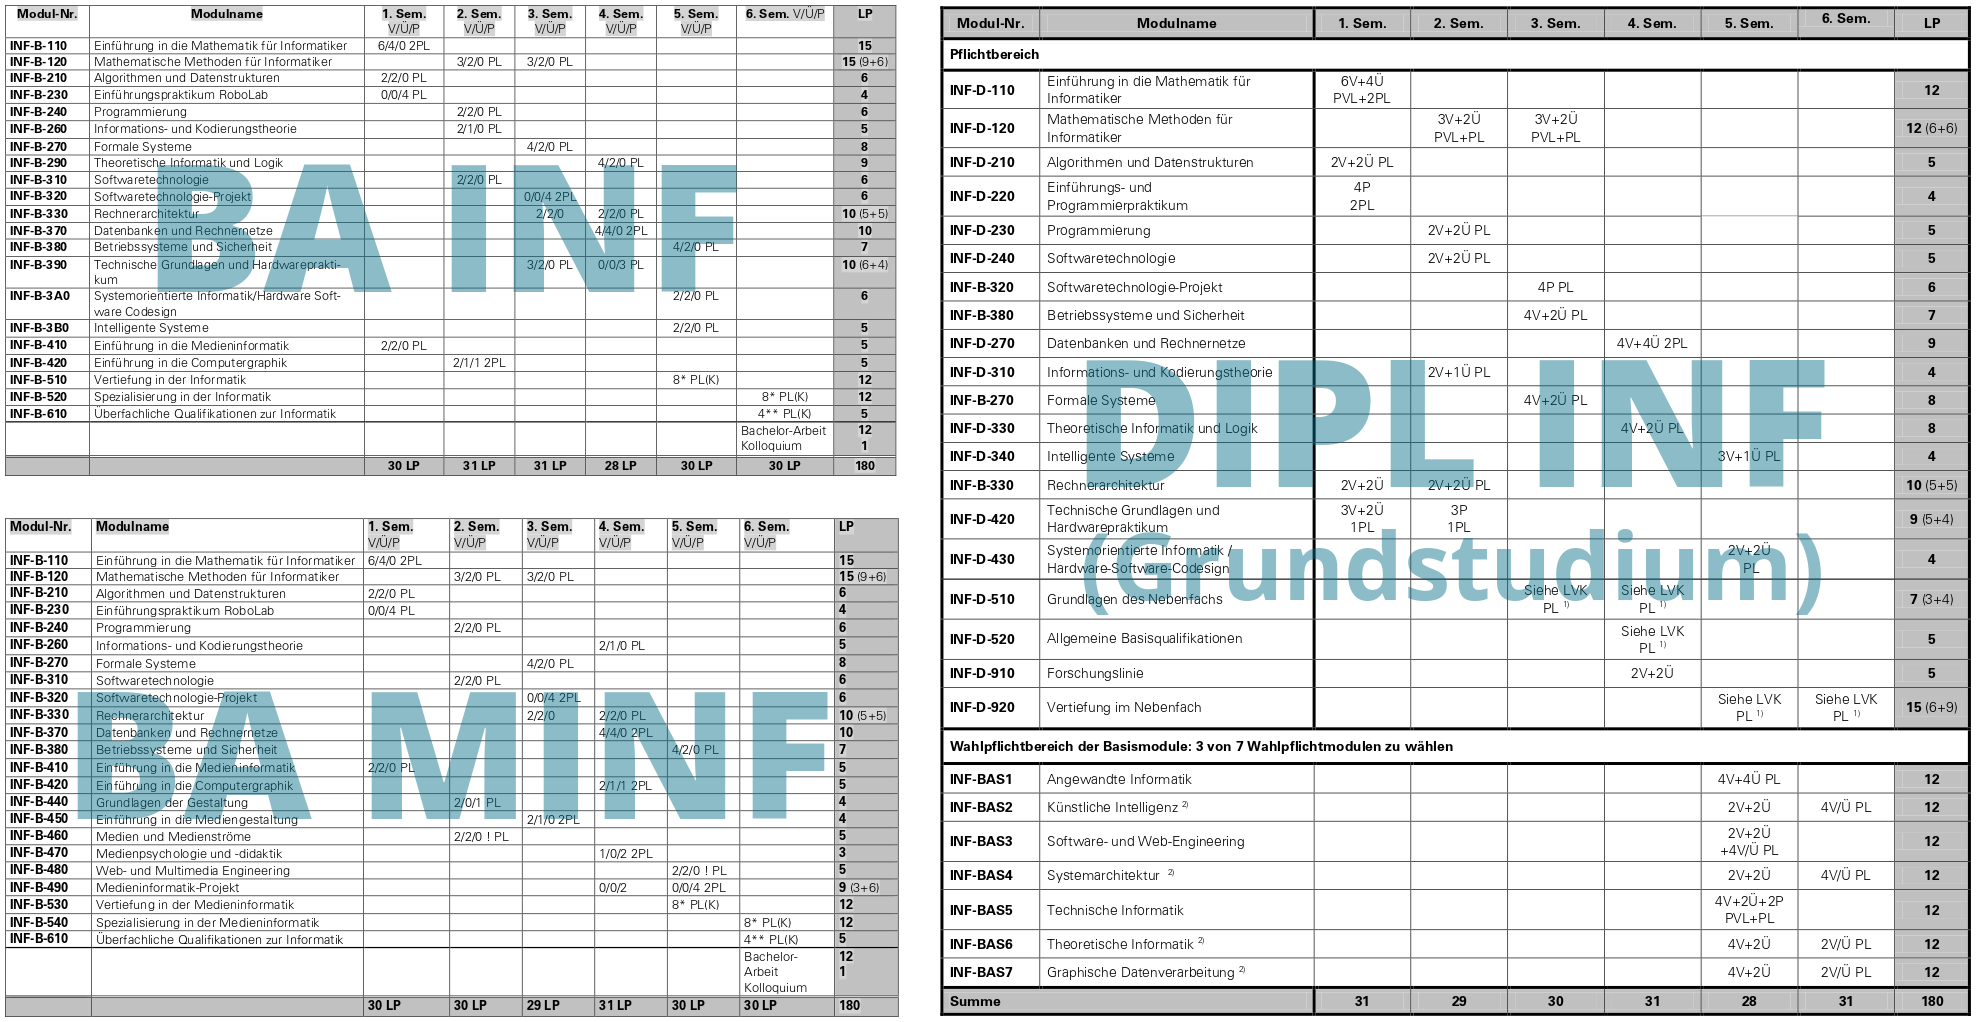 Modul-Nr. Modulname 1. Sem. 2. Sem. 3. Sem. 4. Sem. 5. Sem. 6. Sem. V/Ü/P LP
V/Ü/P V/Ü/P V/Ü/P V/Ü/P V/Ü/P
INF-B-110 Einführung in die Mathematik für Informatiker 6/4/0 2PL 15
INF-B-120 Mathematische Methoden für Informatiker 3/2/0 PL 3/2/0 PL 15 (9+6)
INF-B-210 Algorithmen und Datenstrukturen 2/2/0 PL 6
INF-B-230 Einführungspraktikum RoboLab 0/0/4 PL 4
INF-B-240 Programmierung 2/2/0 PL 6
INF-B-260 Informations- und Kodierungstheorie 2/1/0 PL 5
INF-B-270 Formale Systeme 4/2/0 PL 8
INF-B-290 Theoretische Informatik und Logik 4/2/0 PL 9
INF-B-310 Softwaretechnologie 2/2/0 PL 6
INF-B-320 Softwaretechnologie-Projekt 0/0/4 2PL 6
INF-B-330 Rechnerarchitektur 2/2/0 2/2/0 PL 10 (5+5)
INF-B-370 Datenbanken und Rechnernetze 4/4/0 2PL 10
INF-B-380 Betriebssysteme und Sicherheit 4/2/0 PL 7
INF-B-390 Technische Grundlagen und Hardwareprakti- 3/2/0 PL 0/0/3 PL 10 (6+4)
kum
INF-B-3A0 Systemorientierte Informatik/Hardware Soft- 2/2/0 PL 6
ware Codesign
INF-B-3B0 Intelligente Systeme 2/2/0 PL 5
INF-B-410 Einführung in die Medieninformatik 2/2/0 PL 5
INF-B-420 Einführung in die Computergraphik 2/1/1 2PL 5
INF-B-510 Vertiefung in der Informatik 8* PL(K) 12
INF-B-520 Spezialisierung in der Informatik 8* PL(K) 12
INF-B-610 Überfachliche Qualifikationen zur Informatik 4** PL(K) 5
Bachelor-Arbeit 12
Kolloquium 1
30 LP 31 LP 31 LP 28 LP 30 LP 30 LP 180
BA INF
Modul-Nr. Modulname 1. Sem. 2. Sem. 3. Sem. 4. Sem. 5. Sem. 6. Sem. LP
V/Ü/P V/Ü/P V/Ü/P V/Ü/P V/Ü/P V/Ü/P
INF-B-110 Einführung in die Mathematik für Informatiker 6/4/0 2PL 15
INF-B-120 Mathematische Methoden für Informatiker 3/2/0 PL 3/2/0 PL 15 (9+6)
INF-B-210 Algorithmen und Datenstrukturen 2/2/0 PL 6
INF-B-230 Einführungspraktikum RoboLab 0/0/4 PL 4
INF-B-240 Programmierung 2/2/0 PL 6
INF-B-260 Informations- und Kodierungstheorie 2/1/0 PL 5
INF-B-270 Formale Systeme 4/2/0 PL 8
INF-B-310 Softwaretechnologie 2/2/0 PL 6
INF-B-320 Softwaretechnologie-Projekt 0/0/4 2PL 6
INF-B-330 Rechnerarchitektur 2/2/0 2/2/0 PL 10 (5+5)
INF-B-370 Datenbanken und Rechnernetze 4/4/0 2PL 10
INF-B-380 Betriebssysteme und Sicherheit 4/2/0 PL 7
INF-B-410 Einführung in die Medieninformatik 2/2/0 PL 5
INF-B-420 Einführung in die Computergraphik 2/1/1 2PL 5
INF-B-440 Grundlagen der Gestaltung 2/0/1 PL 4
INF-B-450 Einführung in die Mediengestaltung 2/1/0 2PL 4
INF-B-460 Medien und Medienströme 2/2/0 ! PL 5
INF-B-470 Medienpsychologie und -didaktik 1/0/2 2PL 3
INF-B-480 Web- und Multimedia Engineering 2/2/0 ! PL 5
INF-B-490 Medieninformatik-Projekt 0/0/2 0/0/4 2PL 9 (3+6)
INF-B-530 Vertiefung in der Medieninformatik 8* PL(K) 12
INF-B-540 Spezialisierung in der Medieninformatik 8* PL(K) 12
INF-B-610 Überfachliche Qualifikationen zur Informatik 4** PL(K) 5
Bachelor- 12
Arbeit 1
Kolloquium
30 LP 30 LP 29 LP 31 LP 30 LP 30 LP 180
BA MINF
Modul-Nr. Modulname 1. Sem. 2. Sem. 3. Sem. 4. Sem. 5. Sem. 6. Sem. LP
Pflichtbereich
INF-D-110 Einführung in die Mathematik für 6V+4Ü 12
Informatiker PVL+2PL
INF-D-120 Mathematische Methoden für 3V+2Ü 3V+2Ü 12 (6+6)
Informatiker PVL+PL PVL+PL
INF-D-210 Algorithmen und Datenstrukturen 2V+2Ü PL 5
INF-D-220 Einführungs- und 4P 4
Programmierpraktikum 2PL
INF-D-230 Programmierung 2V+2Ü PL 5
INF-D-240 Softwaretechnologie 2V+2Ü PL 5
INF-B-320 Softwaretechnologie-Projekt 4P PL 6
INF-B-380 Betriebssysteme und Sicherheit 4V+2Ü PL 7
INF-D-270 Datenbanken und Rechnernetze 4V+4Ü 2PL 9
INF-D-310 Informations- und Kodierungstheorie 2V+1Ü PL 4
INF-B-270 Formale Systeme 4V+2Ü PL 8
INF-D-330 Theoretische Informatik und Logik 4V+2Ü PL 8
INF-D-340 Intelligente Systeme 3V+1Ü PL 4
INF-B-330 Rechnerarchitektur 2V+2Ü 2V+2Ü PL 10 (5+5)
INF-D-420 Technische Grundlagen und 3V+2Ü 3P 9 (5+4)
Hardwarepraktikum 1PL 1PL
INF-D-430 Systemorientierte Informatik / 2V+2Ü 4
Hardware-Software-Codesign PL
INF-D-510 Grundlagen des Nebenfachs Siehe LVK Siehe LVK 7 (3+4)
PL 1) PL 1)
INF-D-520 Allgemeine Basisqualifikationen Siehe LVK 5
PL 1)
INF-D-910 Forschungslinie 2V+2Ü 5
INF-D-920 Vertiefung im Nebenfach Siehe LVK Siehe LVK 15 (6+9)
PL 1) PL 1)
Wahlpflichtbereich der Basismodule: 3 von 7 Wahlpflichtmodulen zu wählen
INF-BAS1 Angewandte Informatik 4V+4Ü PL 12
INF-BAS2 Künstliche Intelligenz 2) 2V+2Ü 4V/Ü PL 12
INF-BAS3 Software- und Web-Engineering 2V+2Ü 12
+4V/Ü PL
INF-BAS4 Systemarchitektur 2) 2V+2Ü 4V/Ü PL 12
INF-BAS5 Technische Informatik 4V+2Ü+2P 12
PVL+PL
INF-BAS6 Theoretische Informatik 2) 4V+2Ü 2V/Ü PL 12
INF-BAS7 Graphische Datenverarbeitung 2) 4V+2Ü 2V/Ü PL 12
Summe 31 29 30 31 28 31 180
DIPL INF
(Grundstudium)